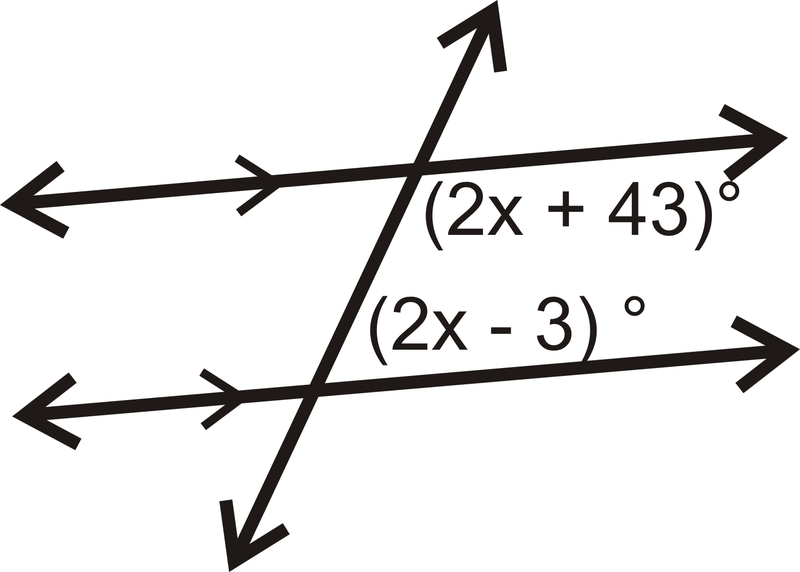 (2x + 43)°
(2x - 3) °